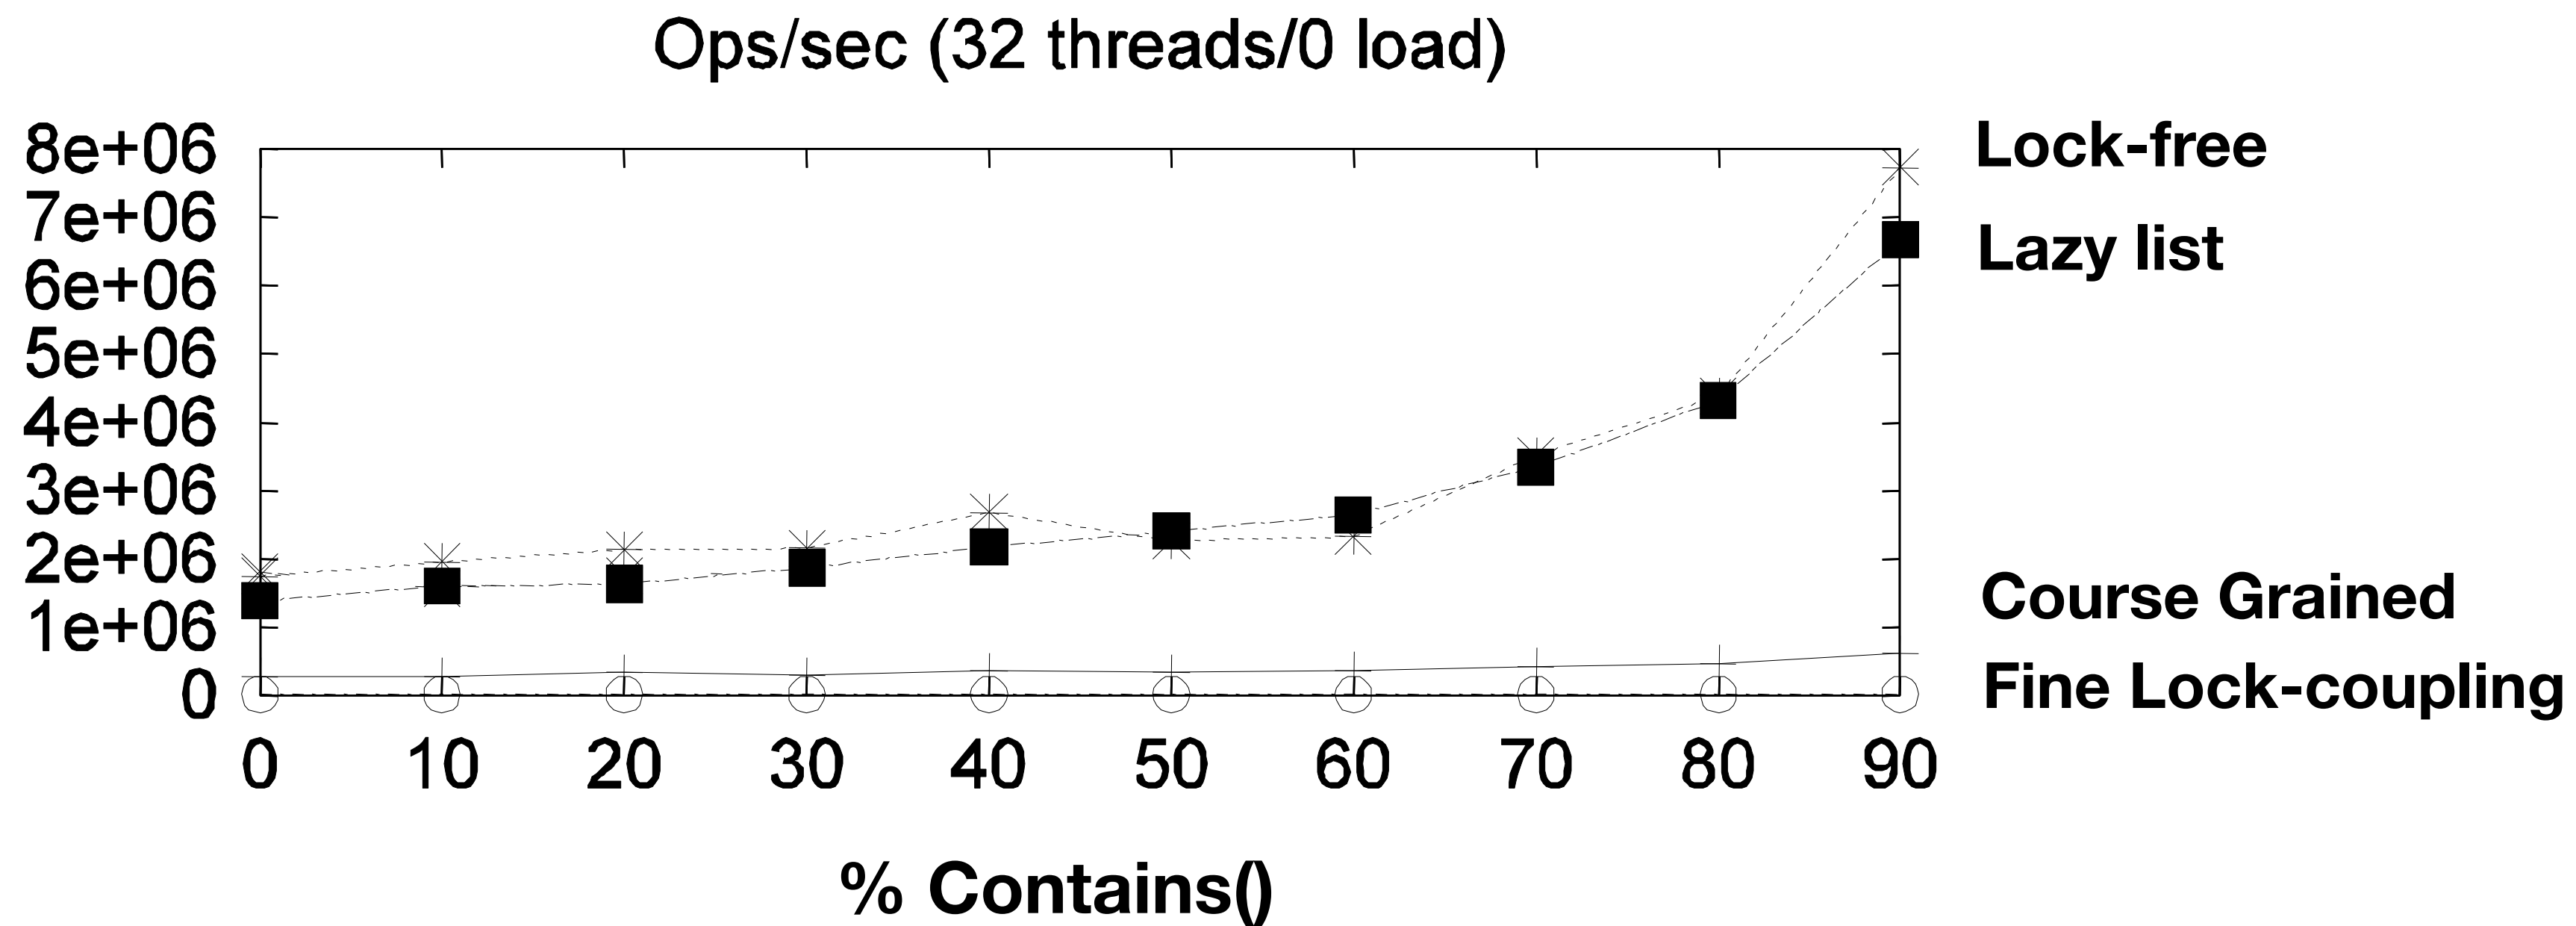 Ops/sec (32 threads/0 load)
8e+06
7e+06
6e+06
5e+06
4e+06
3e+06
2e+06
1e+06
0
Lock-free
Lazy list
Course Grained
Fine Lock-coupling
0 10 20 30 40 50 60 70 80 90
% Contains()